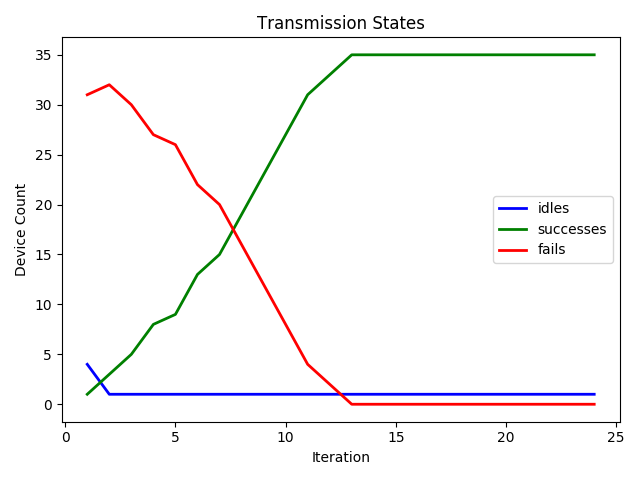 Transmission States
Device Count
35
30
25
20
15
10
5
0
idles
successes
fails
0 5 10 15 20 25
Iteration